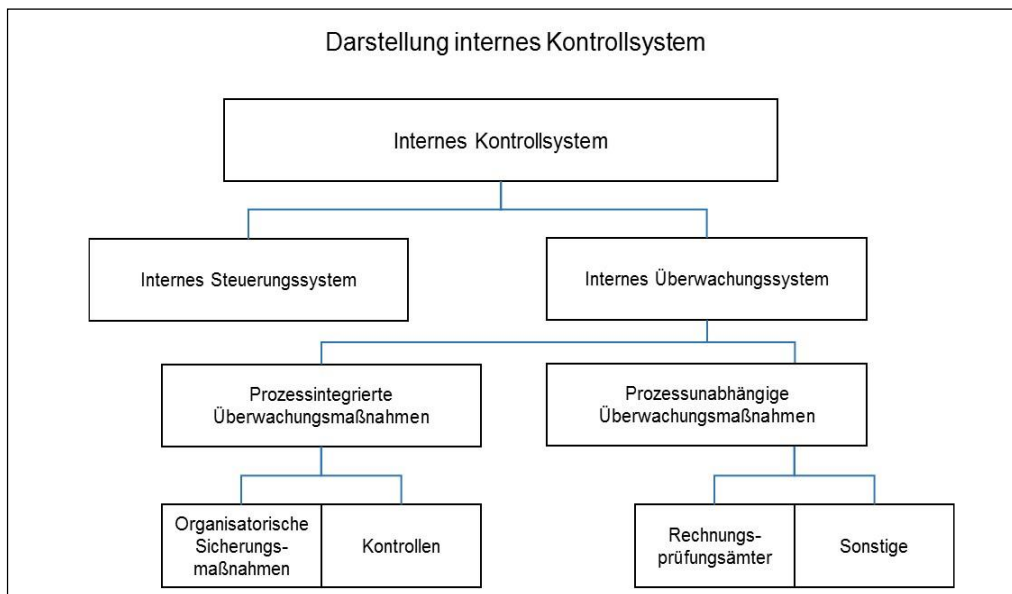 Darstellung internes Kontrollsystem
Internes Kontrollsystem
Internes Steuerungssystem
Internes Überwachungssystem
Prozessintegrierte
Überwachungsmaßnahmen
Prozessunabhängige
Überwachungsmaßnahmen
Organisatorische
Sicherungs-
maßnahmen
Kontrollen
Rechnungs-
prüfungsämter
Sonstige